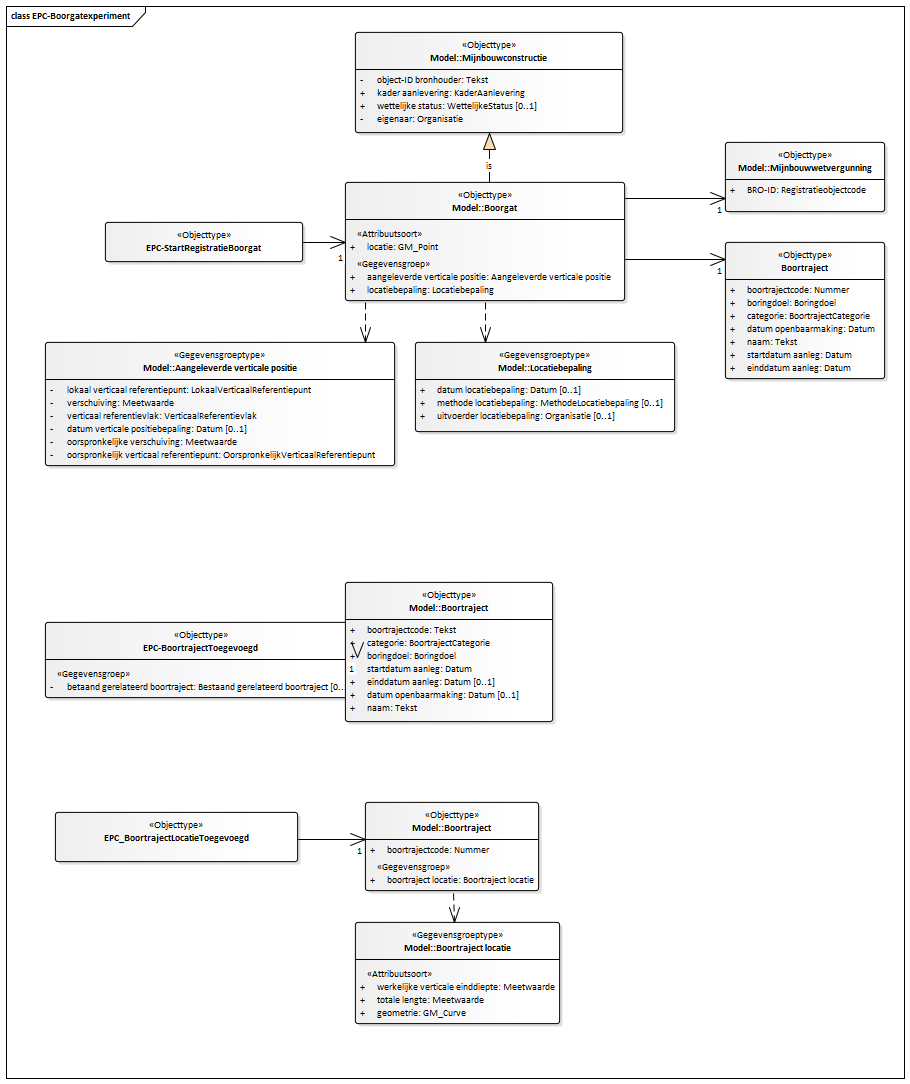 class EPC-Boorgatexperiment
«Objecttype»
Model::Mijnbouwconstructie
- object-ID bronhouder: Tekst
+ kader aanlevering: KaderAanlevering
+ wettelijke status: WettelijkeStatus [0..1]
- eigenaar: Organisatie
is
«Objecttype»
Model::Mijnbouwwetvergunning
+ BRO-ID: Registratieobjectcode
1
«Objecttype»
Model::Boorgat
«Attribuutsoort»
+ locatie: GM_Point
«Gegevensgroep»
+ aangeleverde verticale positie: Aangeleverde verticale positie
+ locatiebepaling: Locatiebepaling
«Objecttype»
EPC-StartRegistratieBoorgat
1
«Objecttype»
Boortraject
+ boortrajectcode: Nummer
+ boringdoel: Boringdoel
+ categorie: BoortrajectCategorie
+ datum openbaarmaking: Datum
+ naam: Tekst
+ startdatum aanleg: Datum
+ einddatum aanleg: Datum
1
«Gegevensgroeptype»
Model::Aangeleverde verticale positie
- lokaal verticaal referentiepunt: LokaalVerticaalReferentiepunt
- verschuiving: Meetwaarde
- verticaal referentievlak: VerticaalReferentievlak
- datum verticale positiebepaling: Datum [0..1]
- oorspronkelijke verschuiving: Meetwaarde
- oorspronkelijk verticaal referentiepunt: OorspronkelijkVerticaalReferentiepunt
«Gegevensgroeptype»
Model::Locatiebepaling
+ datum locatiebepaling: Datum [0..1]
+ methode locatiebepaling: MethodeLocatiebepaling [0..1]
+ uitvoerder locatiebepaling: Organisatie [0..1]
«Objecttype»
EPC-BoortrajectToegevoegd
«Gegevensgroep»
- betaand gerelateerd boortraject: Bestaand gerelateerd boortraject [0..
«Objecttype»
Model::Boortraject
+ boortrajectcode: Tekst
+ categorie: BoortrajectCategorie
+ boringdoel: Boringdoel
1 startdatum aanleg: Datum
+ einddatum aanleg: Datum [0..1]
+ datum openbaarmaking: Datum [0..1]
+ naam: Tekst
«Objecttype»
EPC_BoortrajectLocatieToegevoegd
1
«Objecttype»
Model::Boortraject
+ boortrajectcode: Nummer
«Gegevensgroep»
+ boortraject locatie: Boortraject locatie
«Gegevensgroeptype»
Model::Boortraject locatie
«Attribuutsoort»
+ werkelijke verticale einddiepte: Meetwaarde
+ totale lengte: Meetwaarde
+ geometrie: GM_Curve